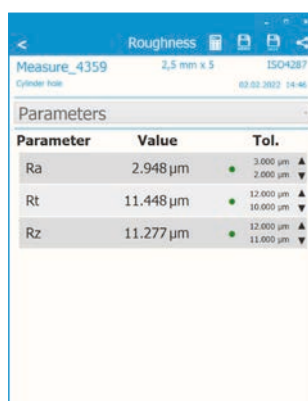 < Roughness
Measure_4359 2,5 mm x 5 ISO4287
Cylinder hole 02.02.2022 14:46
Parameters
Parameter Value Tol.
Ra 2.948 µm 3.000 µm
2.000 µm
Rt 11.448 µm 12.000 µm
10.000 µm
Rz 11.277 µm 12.000 µm
11.000 µm